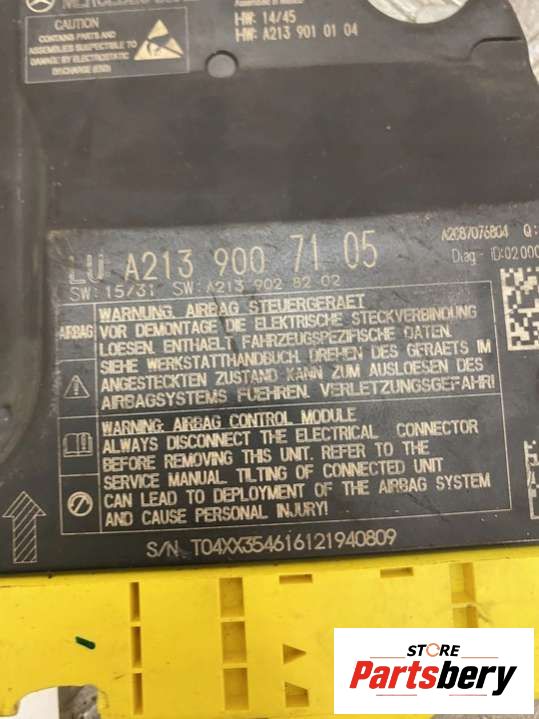 CAUTION
CONTAINS PARTS AND
ASSEMBLIES SUSCEPTIBLE TO
DAMAGE BY ELECTROSTATIC
DISCHARGE (ESD)
HW: 14/45
HW: A213 901 01 04
LU A213 900 71 05
SW: 15/31 SW: A213 902 82 02
A2C87076804 Q:
Diag - ID:02000
WARNUNG, AIRBAG STEUERGERAET
VOR DEMONTAGE DIE ELEKTRISCHE STECKVERBINDUNG
LOESEN. ENTHAELT FAHRZEUGSPEZIFISCHE DATEN.
SIEHE WERKSTATTHANDBUCH. DREHEN DES GERAETS IM
ANGESTECKTEN ZUSTAND KANN ZUM AUSLOESEN DES
AIRBAGSYSTEMS FUEHREN. VERLETZUNGSGEFAHR!
AIRBAG
WARNING: AIRBAG CONTROL MODULE
ALWAYS DISCONNECT THE ELECTRICAL CONNECTOR
BEFORE REMOVING THIS UNIT. REFER TO THE
SERVICE MANUAL. TILTING OF CONNECTED UNIT
CAN LEAD TO DEPLOYMENT OF THE AIRBAG SYSTEM
AND CAUSE PERSONAL INJURY!
S/N T04XX354616121940809
STORE
Partsbery